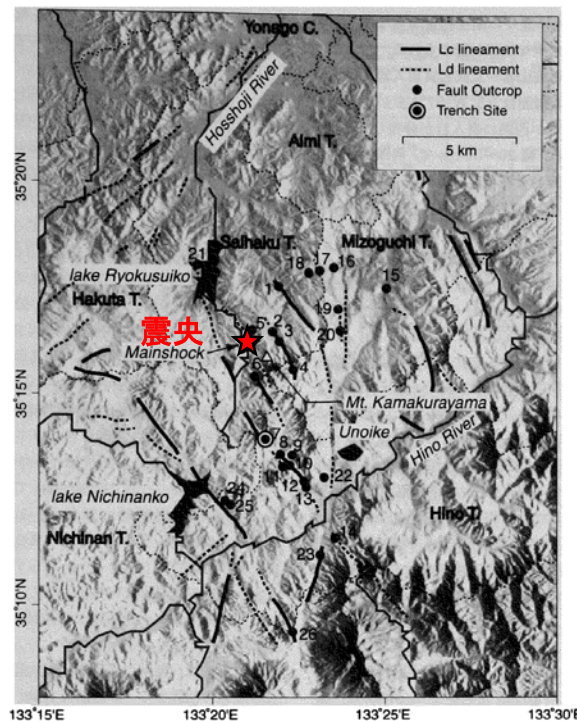 Yonago C.
Lc lineament
Ld lineament
Fault Outcrop
Trench Site
5 km
Hosshoji River
Aimi T.
35°20'
Saihaku T.
Mizoguchi T.
21
18
17
16
15
lake Ryokusuiko
Hakuta T.
1
19
20
震央
5
2
3
Mainshock
4
6
35°15'
Mt. Kamakurayama
7
Unoike
Hino River
8
9
10
11
12
13
22
lake Nichinanko
24
25
Hino T.
Nichinan T.
14
23
35°10'
26
133°15'
133°20'
133°25'
133°30'